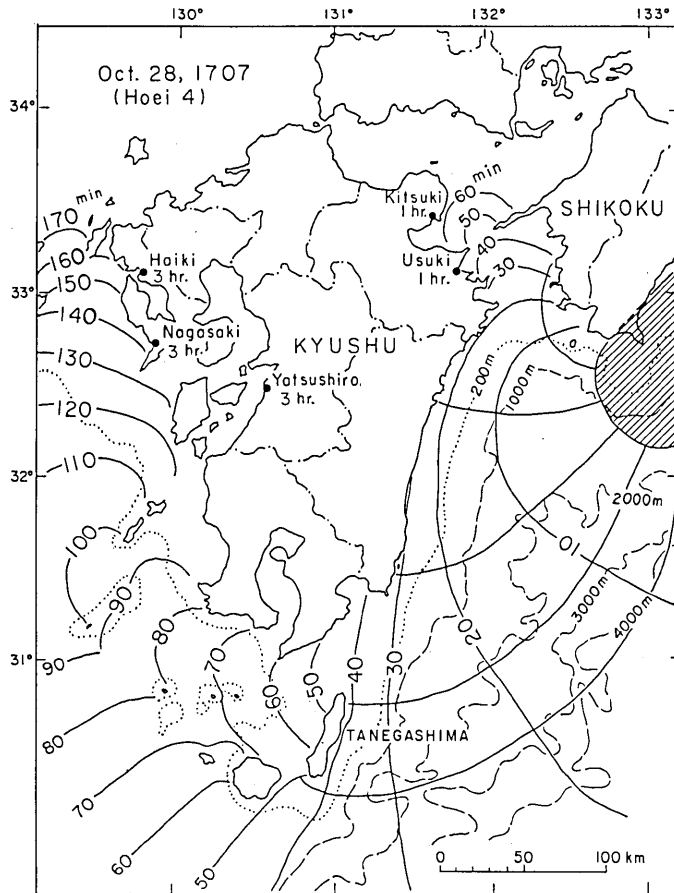 130°
131°
132°
133°
Oct. 28, 1707
(Hoei 4)
34°
33°
32°
31°
170 min
160
150
140
130
120
110
100
90
90
80
80
70
70
60
60
50
50
40
30
20
10
60 min
50
40
30
Kitsuki
1 hr.
Usuki
1 hr.
SHIKOKU
Haiki
3 hr.
Nagasaki
3 hr.
KYUSHU
Yatsushiro
3 hr.
200m
1000m
2000m
3000m
4000m
TANEGASHIMA
0 50 100 km